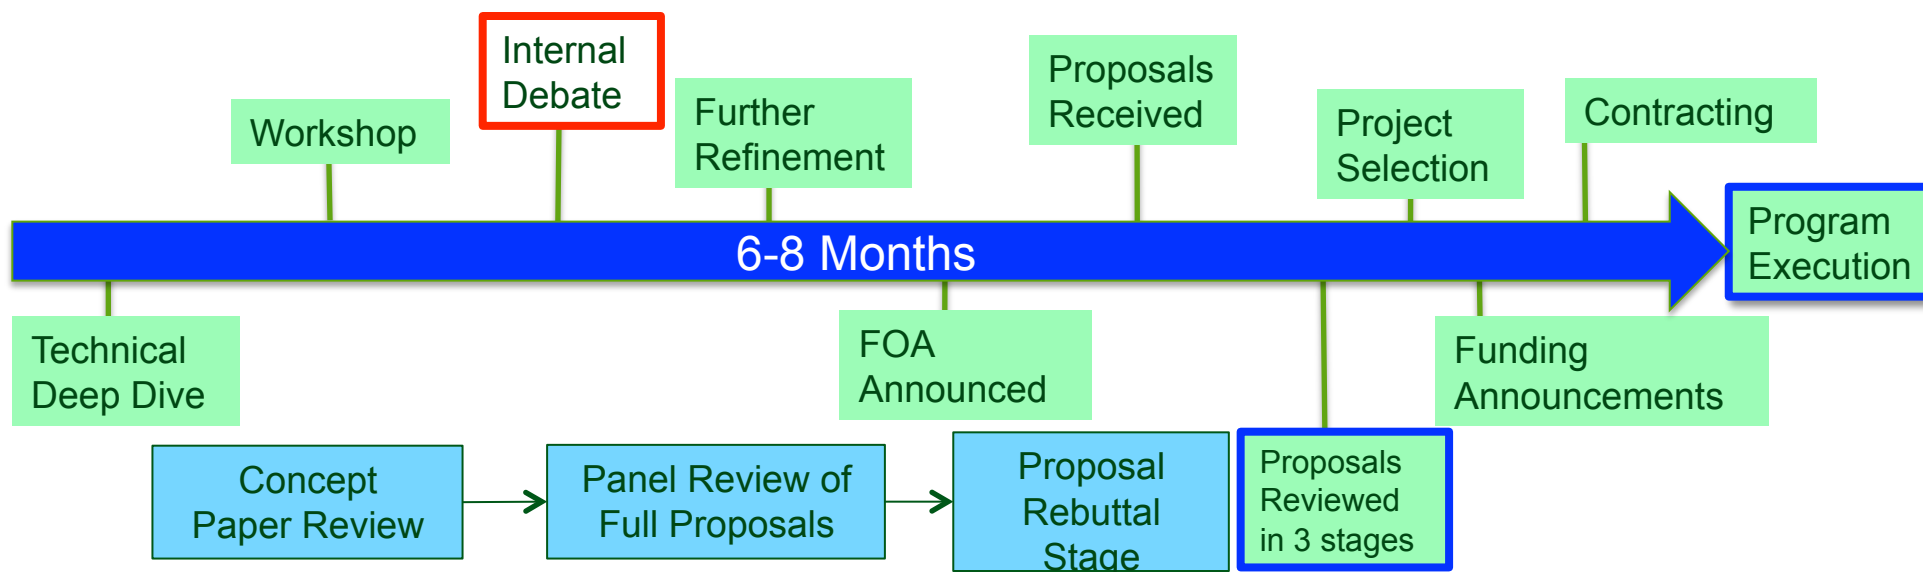 Internal
Debate
Workshop
Further
Refinement
Proposals
Received
Project
Selection
Contracting
6-8 Months
Program
Execution
Technical
Deep Dive
FOA
Announced
Funding
Announcements
Concept
Paper Review
Panel Review of
Full Proposals
Proposal
Rebuttal
Stage
Proposals
Reviewed
in 3 stages